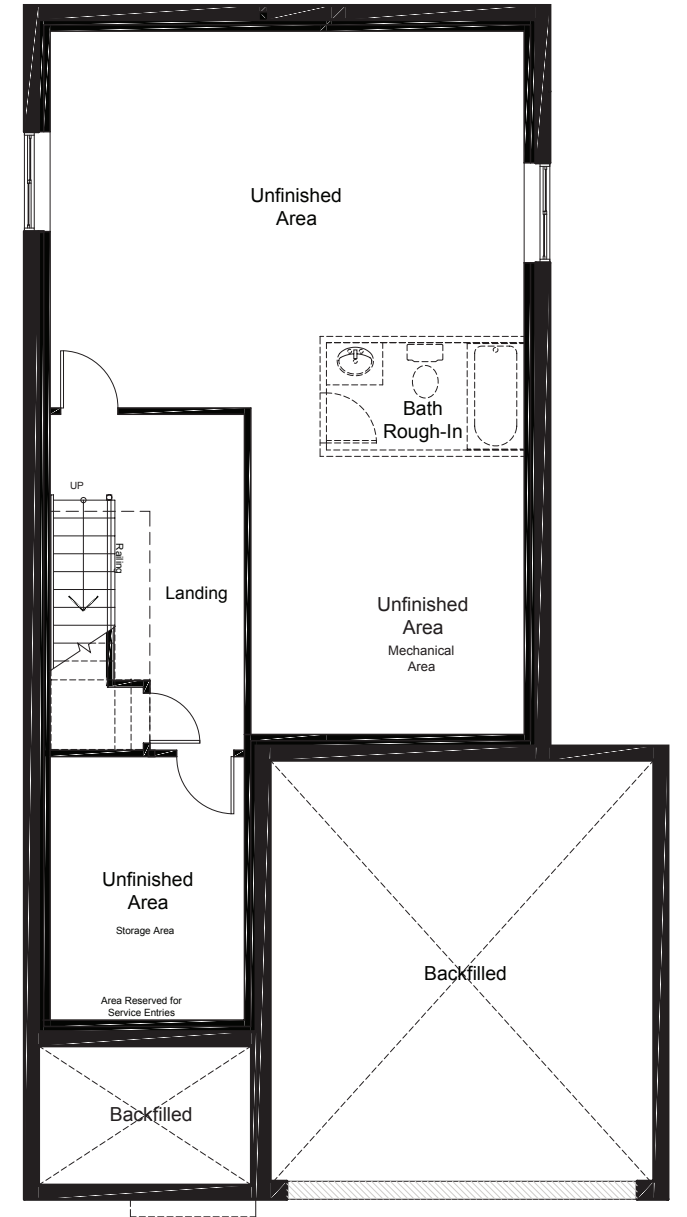 Unfinished
Area
Bath
Rough-In
UP
Railing
Landing
Unfinished
Area
Mechanical
Area
Unfinished
Area
Storage Area
Area Reserved for
Service Entries
Backfilled
Backfilled